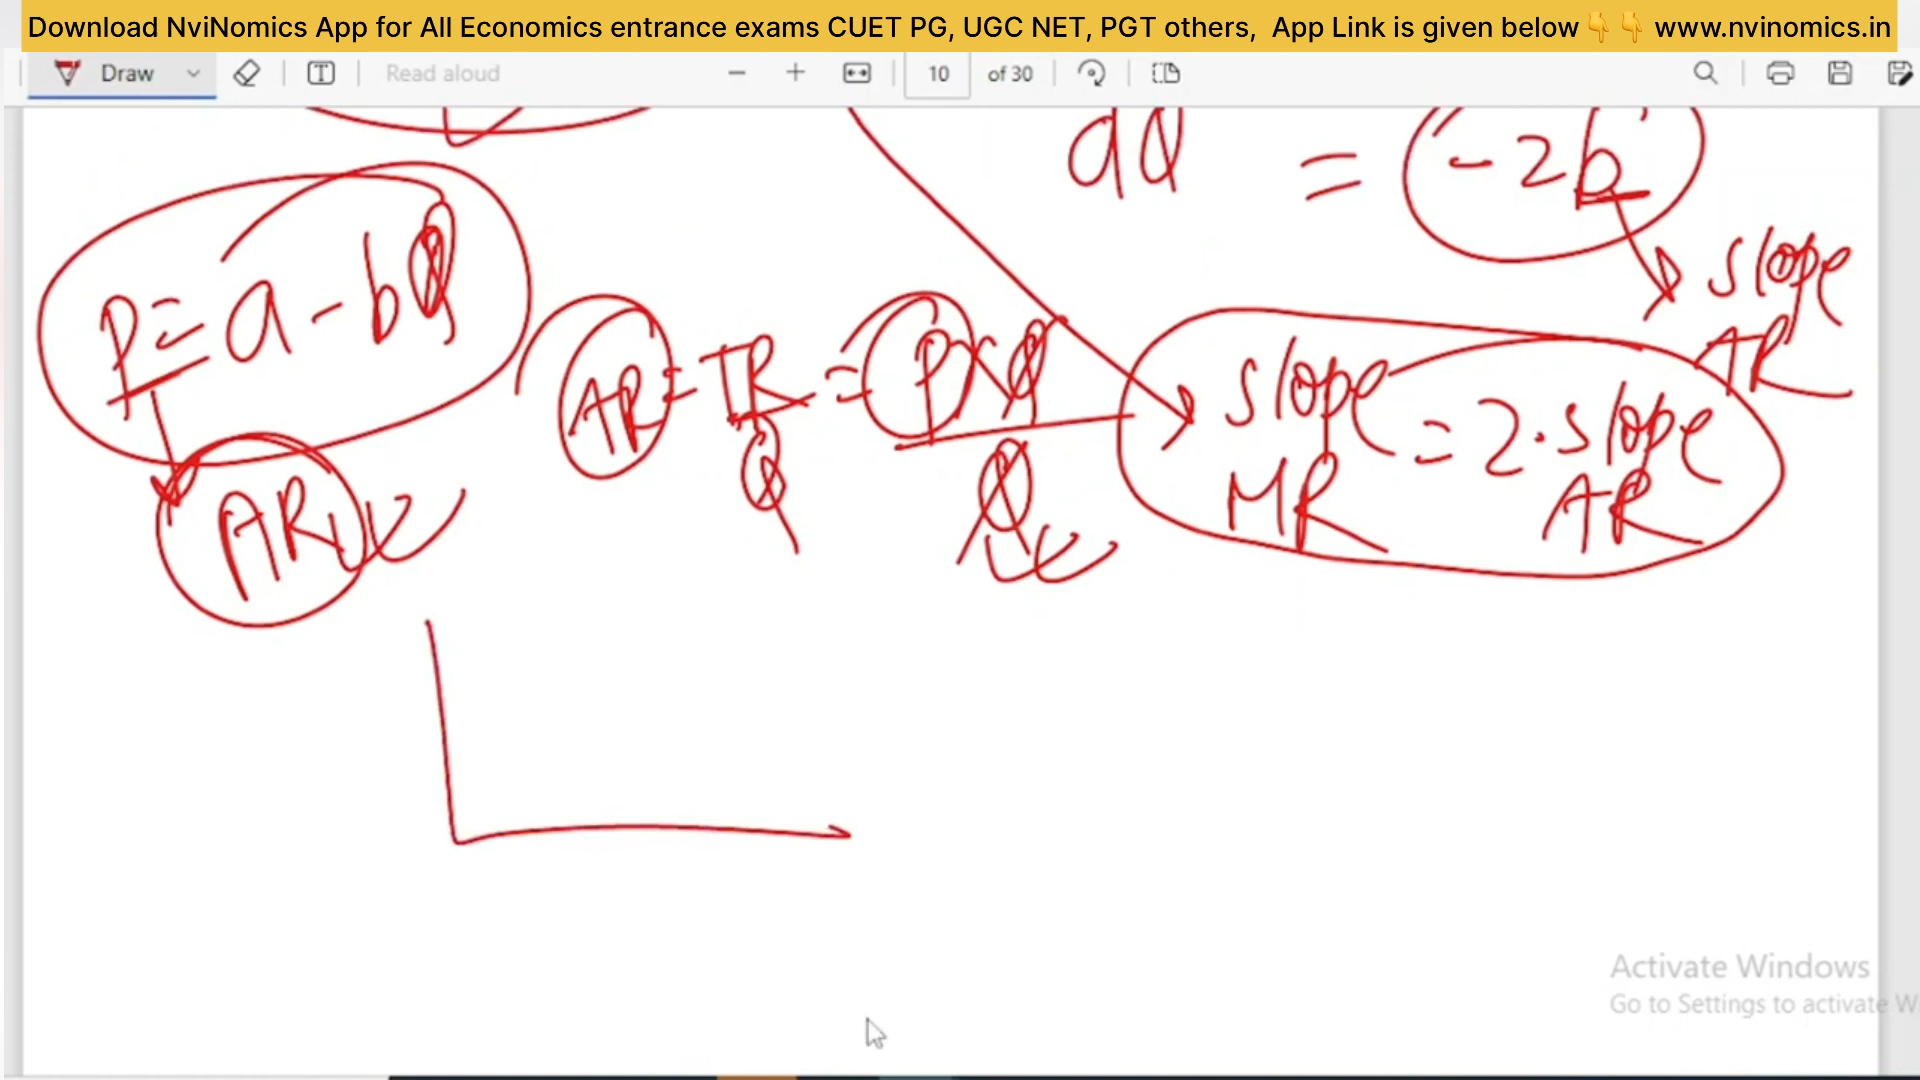 Download NviNomics App for All Economics entrance exams CUET PG, UGC NET, PGT others, App Link is given below👇👇 www.nvinomics.in
Draw Read aloud 10 of 30
dQ = -2b
slope AR
P = a - bQ
AR
AR = TR/Q = P×Q/Q
slope MR = 2·slope AR
Activate Windows
Go to Settings to activate W